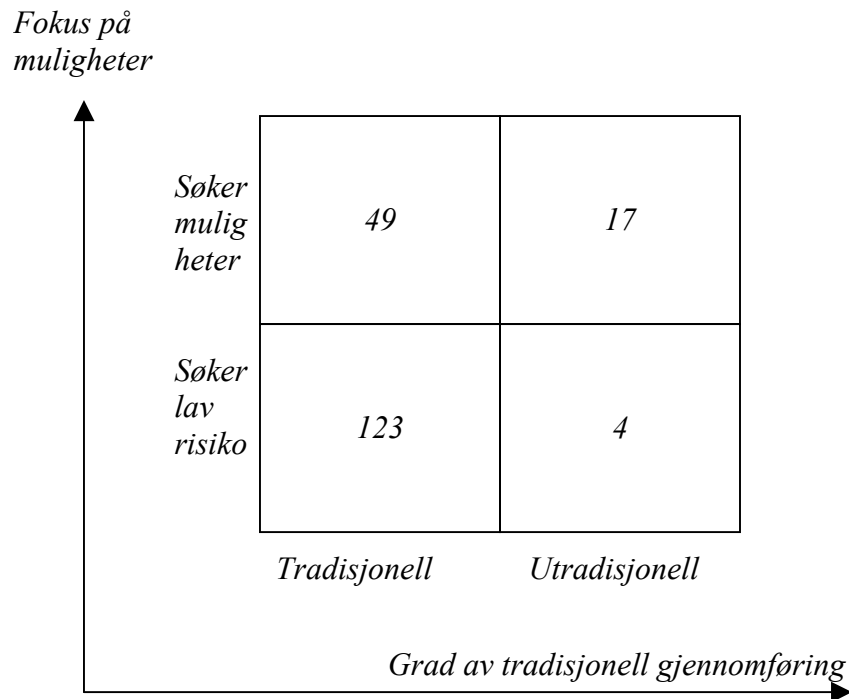 Fokus på
muligheter
Søker
mulig
heter
49
17
Søker
lav
risiko
123
4
Tradisjonell
Utradisjonell
Grad av tradisjonell gjennomføring